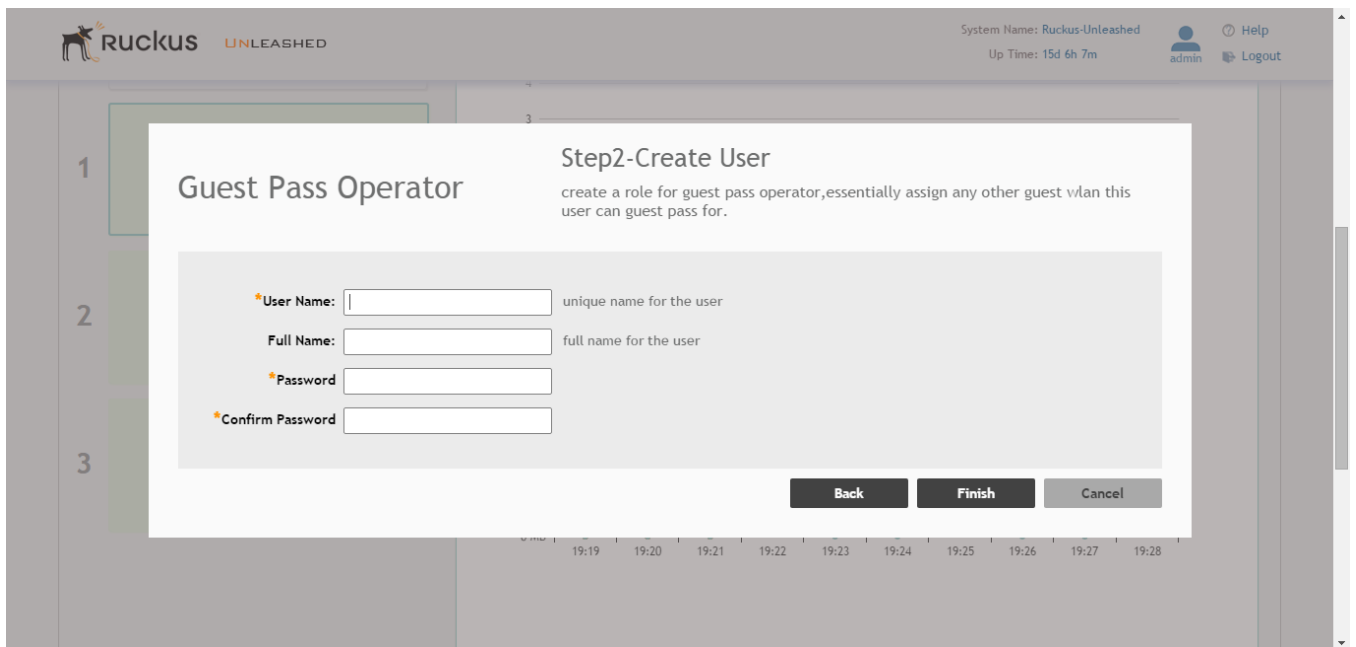 Ruckus UNLEASHED
System Name: Ruckus-Unleashed
Up Time: 15d 6h 7m
admin
Help
Logout
4
3
1
2
3
Guest Pass Operator
Step2-Create User
create a role for guest pass operator,essentially assign any other guest wlan this
user can guest pass for.
*User Name:
unique name for the user
Full Name:
full name for the user
*Password
*Confirm Password
Back
Finish
Cancel
0 MB
19:19 19:20 19:21 19:22 19:23 19:24 19:25 19:26 19:27 19:28